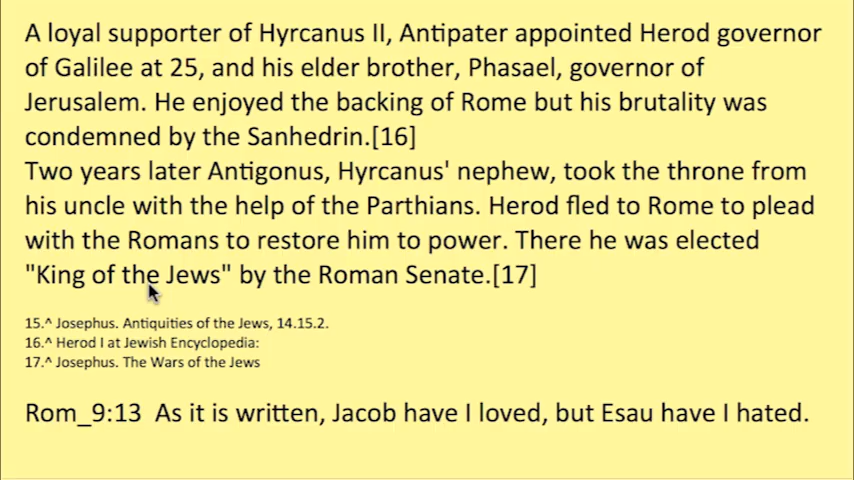 A loyal supporter of Hyrcanus II, Antipater appointed Herod governor
of Galilee at 25, and his elder brother, Phasael, governor of
Jerusalem. He enjoyed the backing of Rome but his brutality was
condemned by the Sanhedrin.[16]
Two years later Antigonus, Hyrcanus' nephew, took the throne from
his uncle with the help of the Parthians. Herod fled to Rome to plead
with the Romans to restore him to power. There he was elected
"King of the Jews" by the Roman Senate.[17]
15.^ Josephus. Antiquities of the Jews, 14.15.2.
16.^ Herod I at Jewish Encyclopedia:
17.^ Josephus. The Wars of the Jews
Rom_9:13  As it is written, Jacob have I loved, but Esau have I hated.